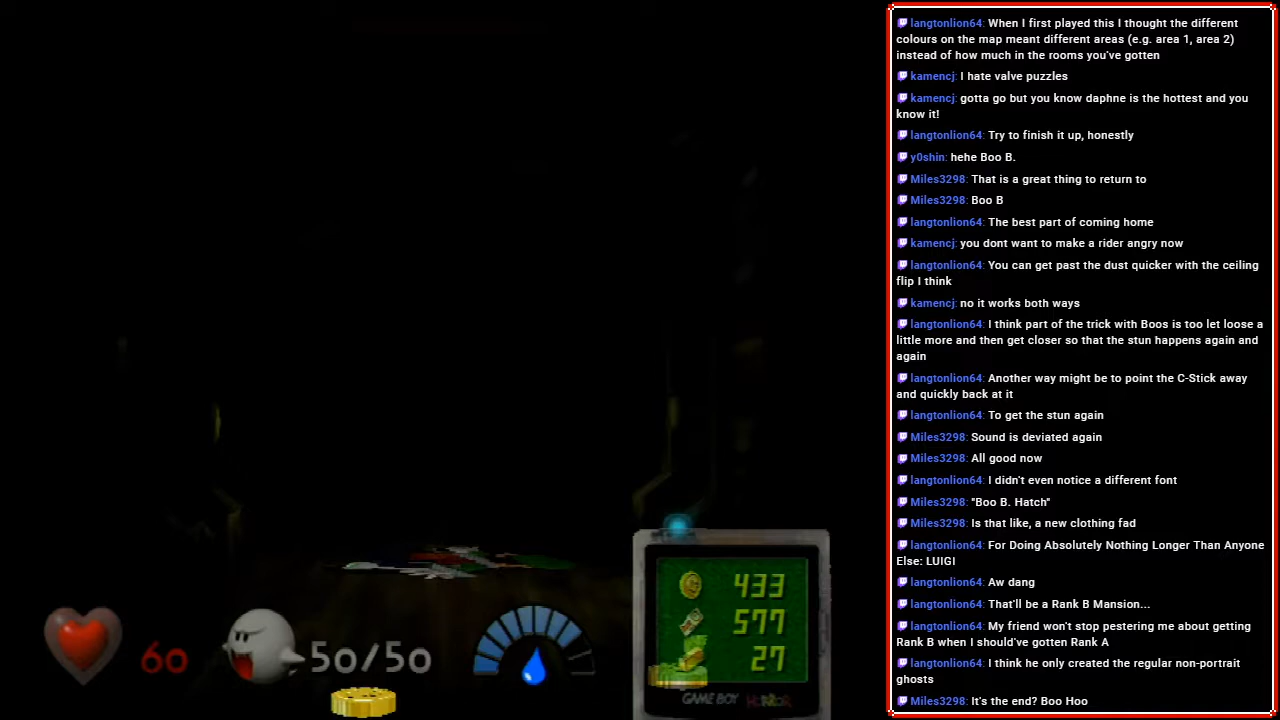 langtonlion64: When I first played this I thought the different
colours on the map meant different areas (e.g. area 1, area 2)
instead of how much in the rooms you've gotten
kamencj: I hate valve puzzles
kamencj: gotta go but you know daphne is the hottest and you
know it!
langtonlion64: Try to finish it up, honestly
y0shin: hehe Boo B.
Miles3298: That is a great thing to return to
Miles3298: Boo B
langtonlion64: The best part of coming home
kamencj: you dont want to make a rider angry now
langtonlion64: You can get past the dust quicker with the ceiling
flip I think
kamencj: no it works both ways
langtonlion64: I think part of the trick with Boos is too let loose a
little more and then get closer so that the stun happens again and
again
langtonlion64: Another way might be to point the C-Stick away
and quickly back at it
langtonlion64: To get the stun again
Miles3298: Sound is deviated again
Miles3298: All good now
langtonlion64: I didn't even notice a different font
Miles3298: "Boo B. Hatch"
Miles3298: Is that like, a new clothing fad
langtonlion64: For Doing Absolutely Nothing Longer Than Anyone
Else: LUIGI
langtonlion64: Aw dang
langtonlion64: That'll be a Rank B Mansion...
langtonlion64: My friend won't stop pestering me about getting
Rank B when I should've gotten Rank A
langtonlion64: I think he only created the regular non-portrait
ghosts
Miles3298: It's the end? Boo Hoo
433
577
27
GAME BOY HORROR
60
50/50